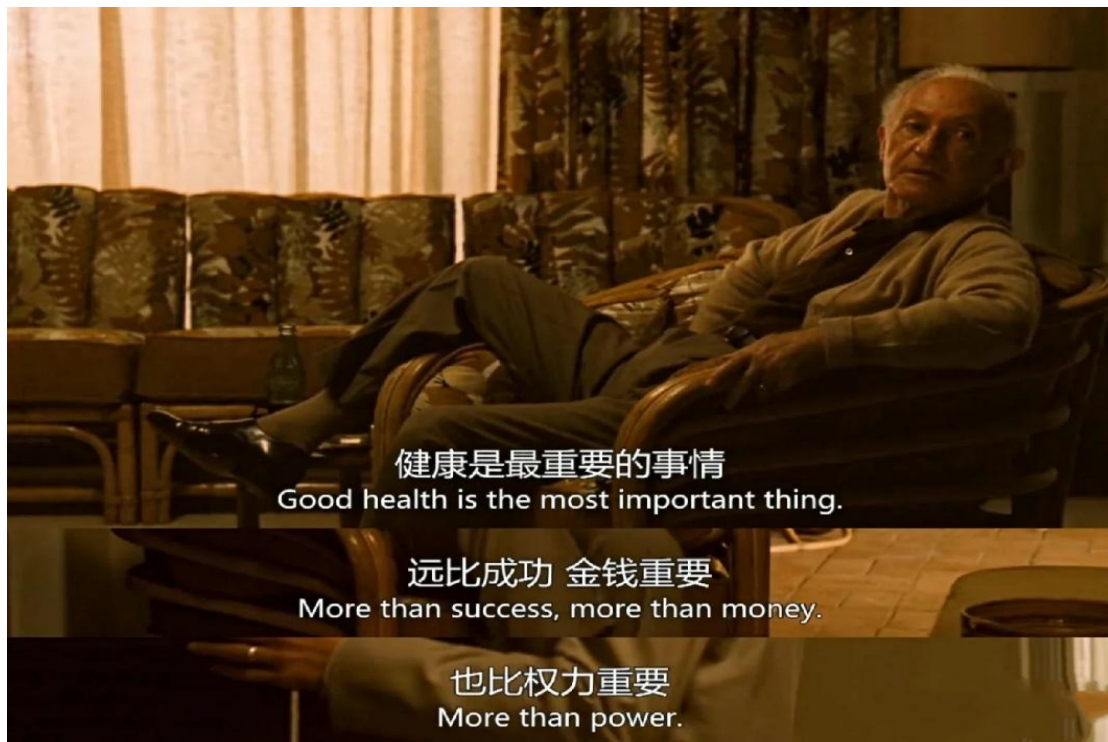 健康是最重要的事情
Good health is the most important thing.
远比成功 金钱重要
More than success, more than money.
也比权力重要
More than power.